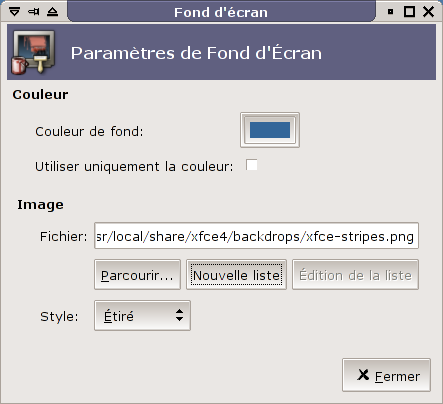 Fond d'écran
Paramètres de Fond d'Écran
Couleur
Couleur de fond:
Utiliser uniquement la couleur:
Image
Fichier: sr/local/share/xfce4/backdrops/xfce-stripes.png
Parcourir... Nouvelle liste Édition de la liste
Style: Étiré
Fermer